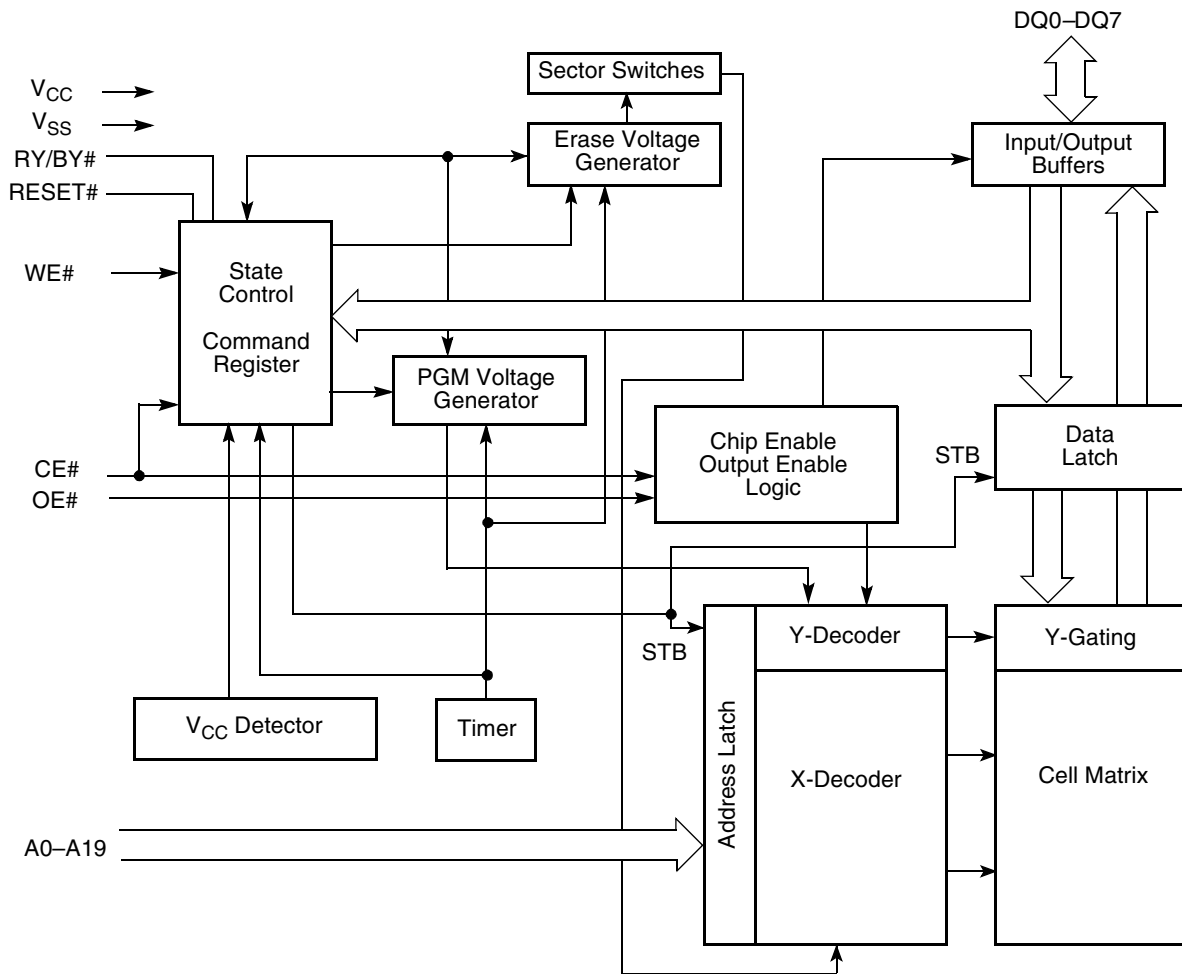 DQ0–DQ7
Sector Switches
VCC
VSS
RY/BY#
RESET#
Erase Voltage
Generator
Input/Output
Buffers
WE#
State
Control
Command
Register
PGM Voltage
Generator
CE#
OE#
Chip Enable
Output Enable
Logic
STB
Data
Latch
STB
Y-Decoder
Y-Gating
VCC Detector
Timer
Address Latch
X-Decoder
Cell Matrix
A0–A19